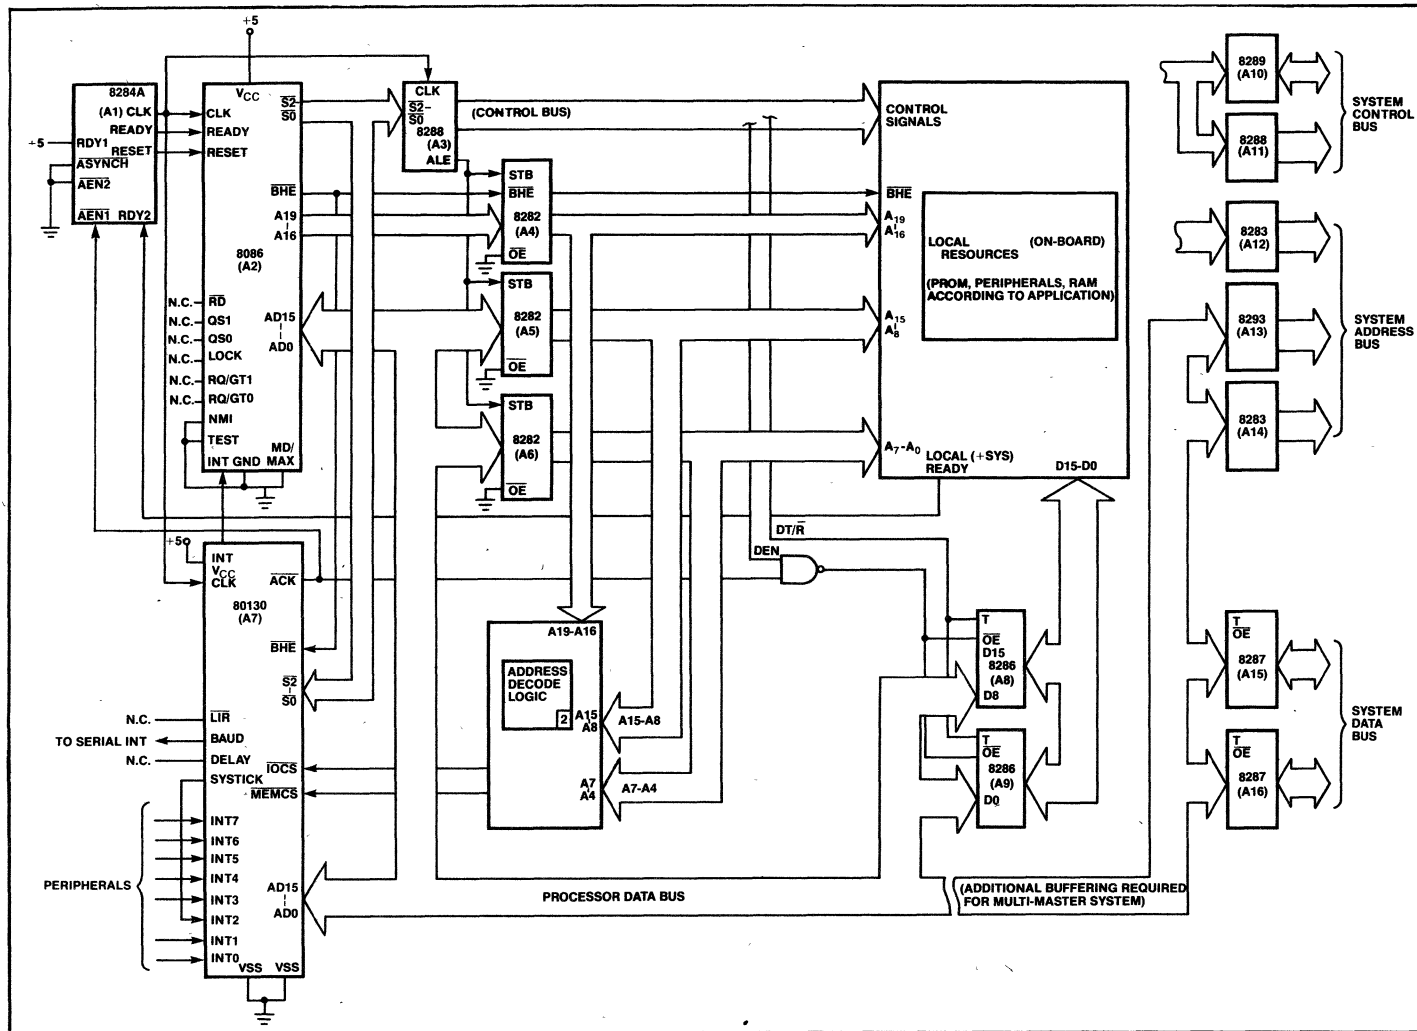 +5
8284A
(A1) CLK
READY
RESET
+5
RDY1
ASYNCH
AEN2
AEN1 RDY2
VCC
CLK
READY
RESET
S2-
S0
BHE
A19
A16
8086
(A2)
N.C. RD
N.C. QS1
N.C. QS0
N.C. LOCK
N.C. RQ/GT1
N.C. RQ/GT0
NMI
TEST
INT GND
MD/
MAX
AD15
AD0
CLK
S2-
S0
8288
(A3)
ALE
(CONTROL BUS)
STB
BHE
8282
(A4)
OE
STB
8282
(A5)
OE
STB
8282
(A6)
OE
CONTROL
SIGNALS
BHE
A19
A16
LOCAL (ON-BOARD)
RESOURCES
(PROM, PERIPHERALS, RAM
ACCORDING TO APPLICATION)
A15
A8
A7-A0
LOCAL (+SYS)
READY
D15-D0
8289
(A10)
8288
(A11)
SYSTEM
CONTROL
BUS
8283
(A12)
8293
(A13)
8283
(A14)
SYSTEM
ADDRESS
BUS
DT/R
DEN
+5
INT
VCC
CLK
ACK
80130
(A7)
BHE
S2
S0
N.C. LIR
TO SERIAL INT BAUD
N.C. DELAY
SYSTICK
IOCS
MEMCS
PERIPHERALS
INT7
INT6
INT5
INT4
INT3
INT2
INT1
INT0
AD15
AD0
VSS VSS
A19-A16
ADDRESS
DECODE
LOGIC
2
A15
A8
A15-A8
A7
A4
A7-A4
PROCESSOR DATA BUS
T
OE
D15
8286
(A8)
D8
T
OE
8286
(A9)
D0
(ADDITIONAL BUFFERING REQUIRED
FOR MULTI-MASTER SYSTEM)
T
OE
8287
(A15)
T
OE
8287
(A16)
SYSTEM
DATA
BUS